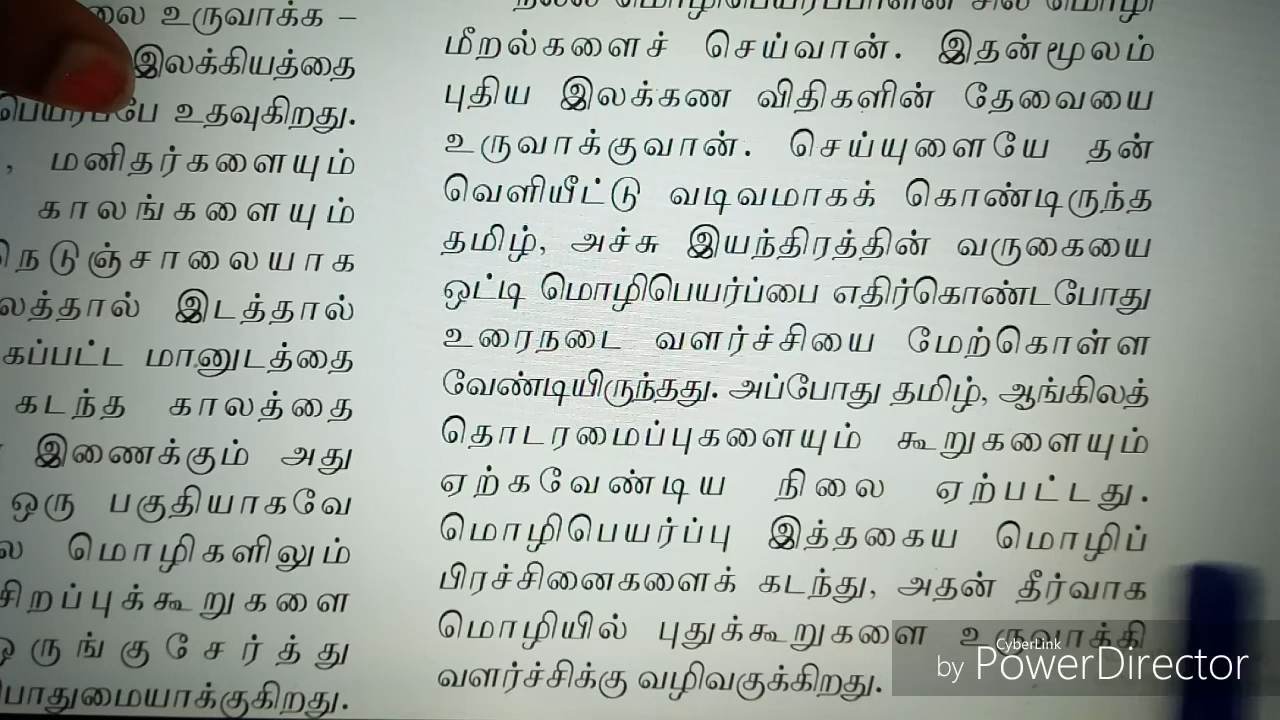 உருவாக்க –
இலக்கியத்தை
உதவுகிறது.
, மனிதர்களையும்
காலங்களையும்
நெடுஞ்சாலையாக
இடத்தால்
மானுடத்தை
கடந்த காலத்தை
இணைக்கும் அது
ஒரு பகுதியாகவே
மொழிகளிலும்
சிறப்புக்கூறுகளை
ஒருங்குசேர்த்து
பொதுமையாக்குகிறது.
மீறல்களைச் செய்வான். இதன்மூலம்
புதிய இலக்கண விதிகளின் தேவையை
உருவாக்குவான். செய்யுளையே தன்
வெளியீட்டு வடிவமாகக் கொண்டிருந்த
தமிழ், அச்சு இயந்திரத்தின் வருகையை
ஒட்டி மொழிபெயர்ப்பை எதிர்கொண்டபோது
உரைநடை வளர்ச்சியை மேற்கொள்ள
வேண்டியிருந்தது. அப்போது தமிழ், ஆங்கிலத்
தொடரமைப்புகளையும் கூறுகளையும்
ஏற்கவேண்டிய நிலை ஏற்பட்டது.
மொழிபெயர்ப்பு இத்தகைய மொழிப்
பிரச்சினைகளைக் கடந்து, அதன் தீர்வாக
மொழியில் புதுக்கூறுகளை உருவாக்கி
வளர்ச்சிக்கு வழிவகுக்கிறது.
CyberLink
by PowerDirector